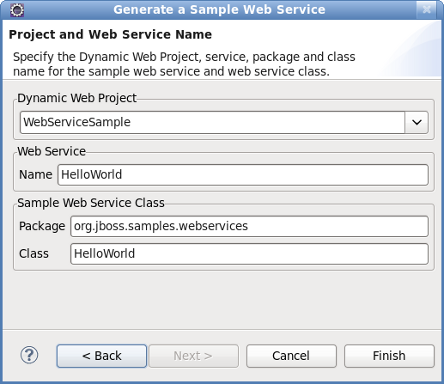 Generate a Sample Web Service
Project and Web Service Name
Specify the Dynamic Web Project, service, package and class
name for the sample web service and web service class.
Dynamic Web Project
WebServiceSample
Web Service
Name HelloWorld
Sample Web Service Class
Package org.jboss.samples.webservices
Class HelloWorld
? < Back Next > Cancel Finish